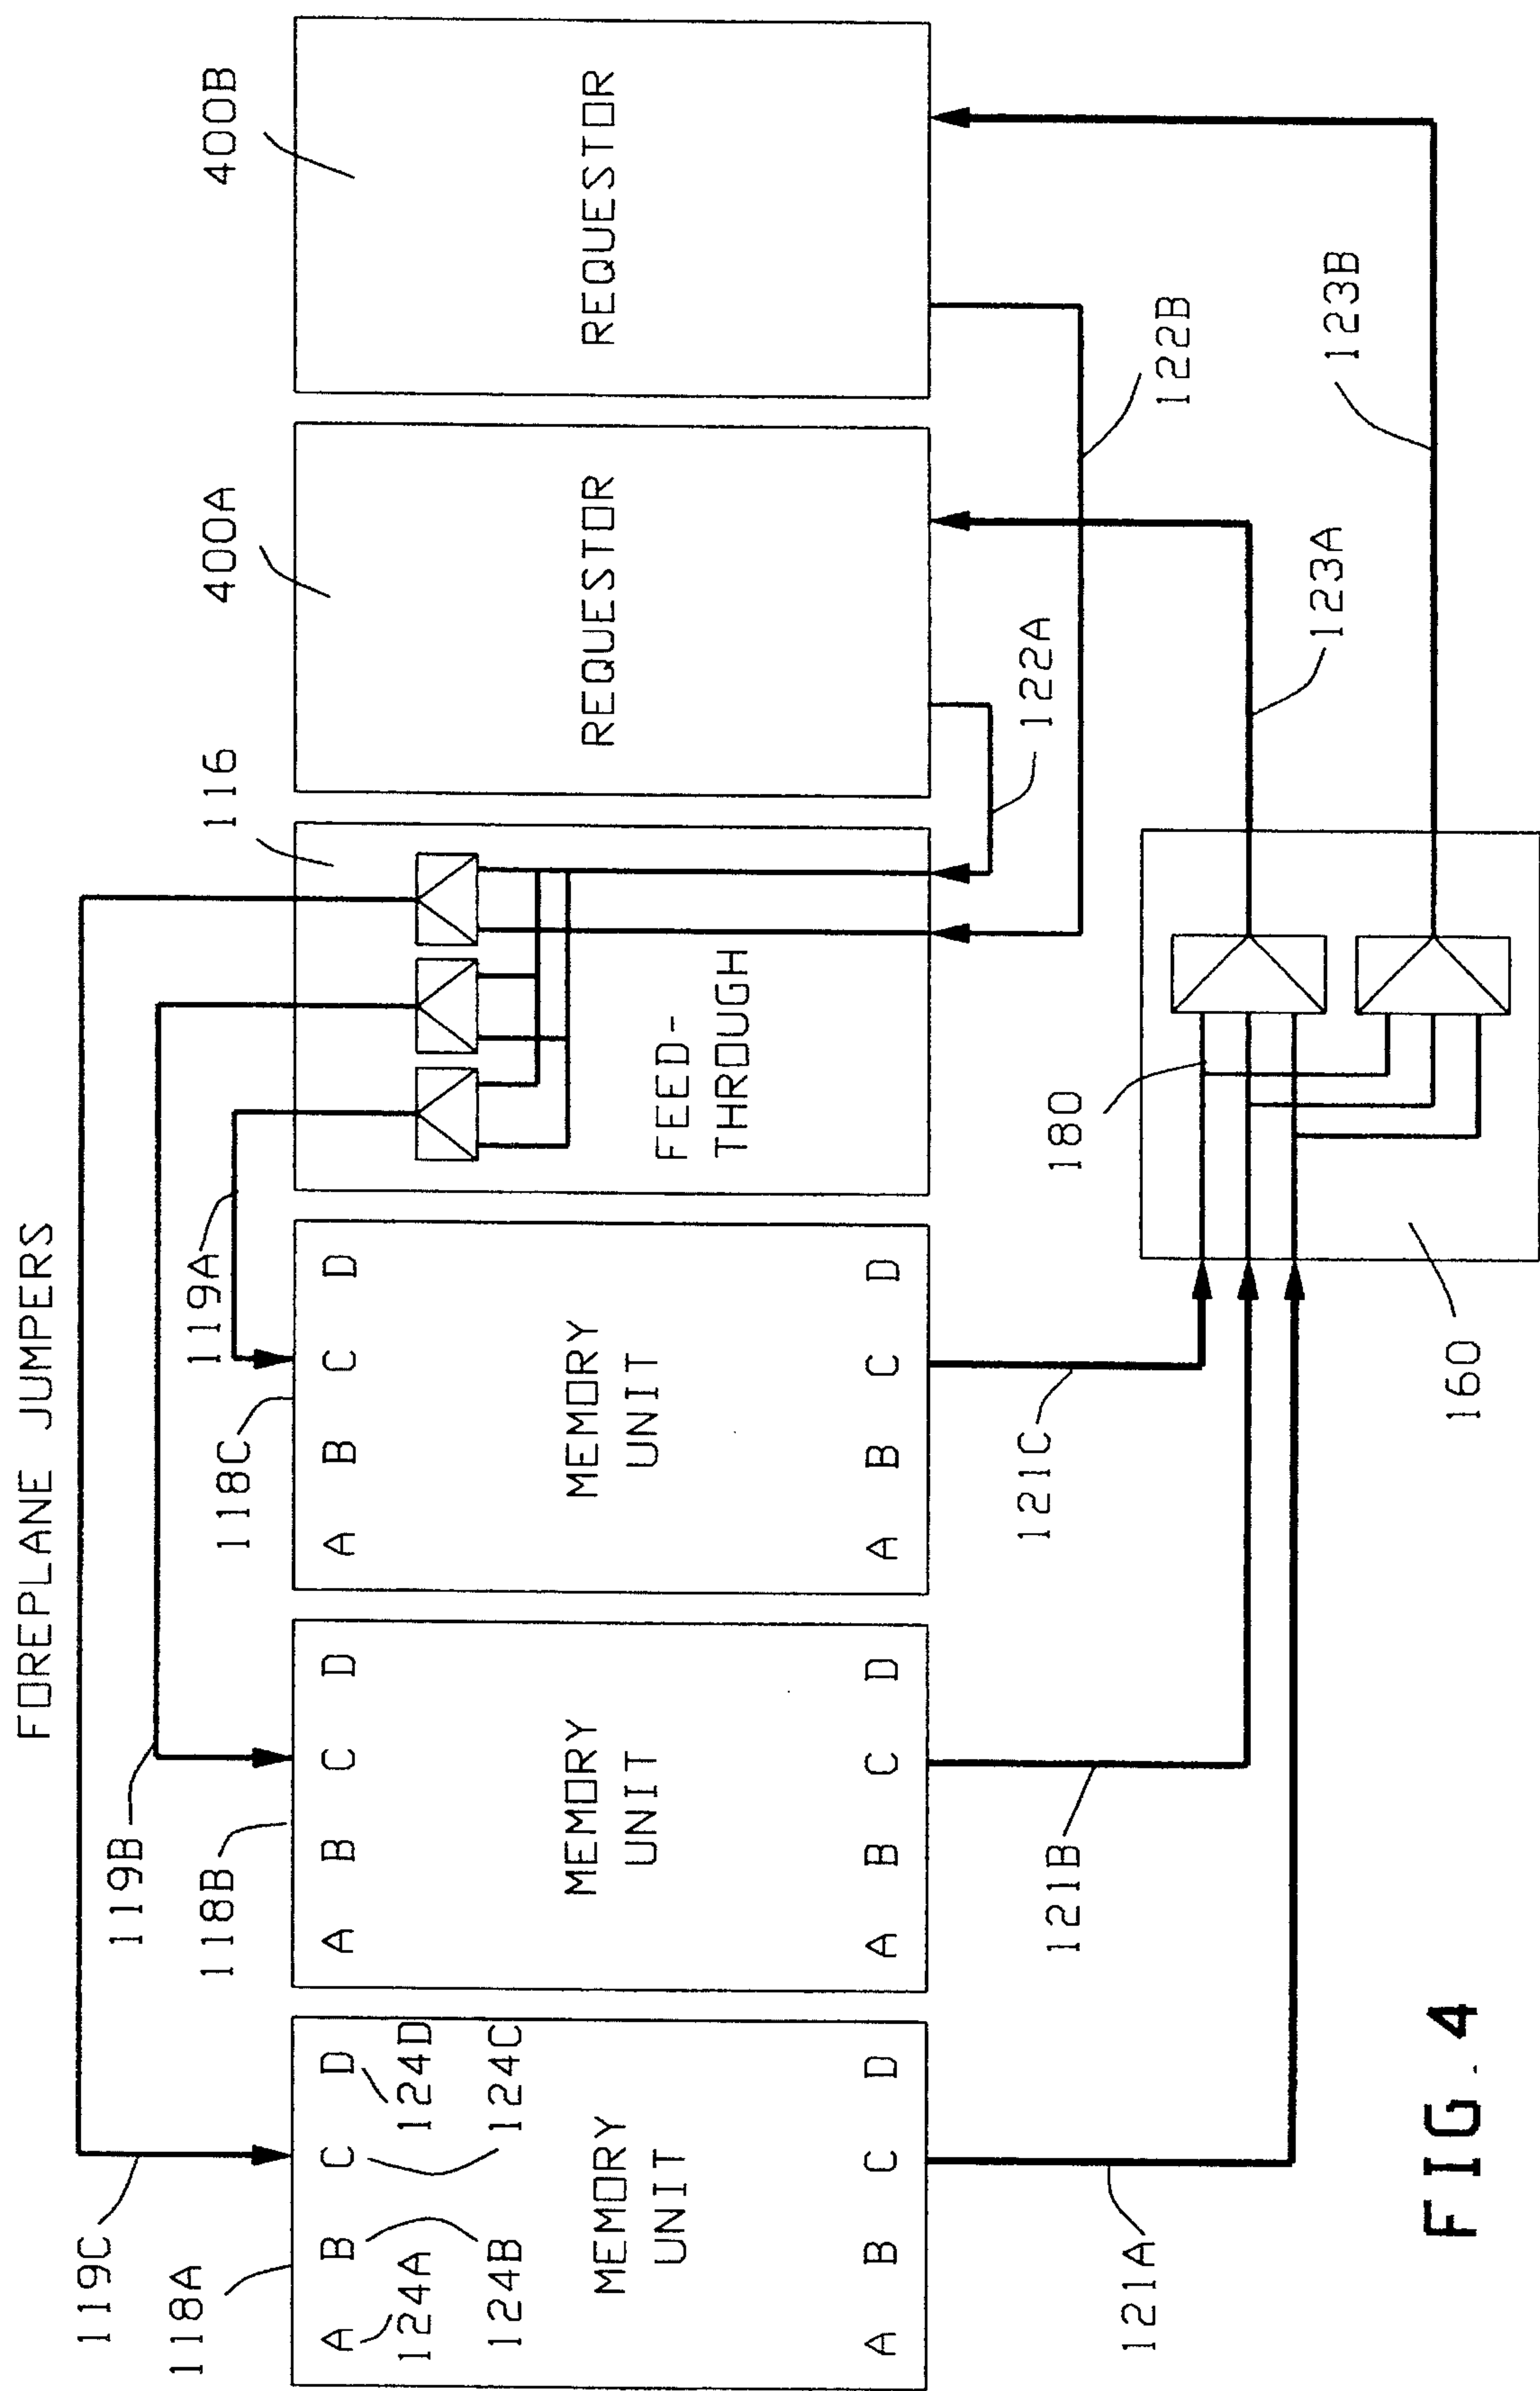 FOREPLANE JUMPERS
119C
118A
119B
118B
119A
118C
116
400A
400B
A B C D
124A
124B
124C
124D
MEMORY
UNIT
A B C D
A B C D
MEMORY
UNIT
A B C D
A B C D
MEMORY
UNIT
A B C D
FEED-
THROUGH
REQUESTOR
REQUESTOR
121A
121B
121C
180
160
122A
122B
123A
123B
FIG. 4